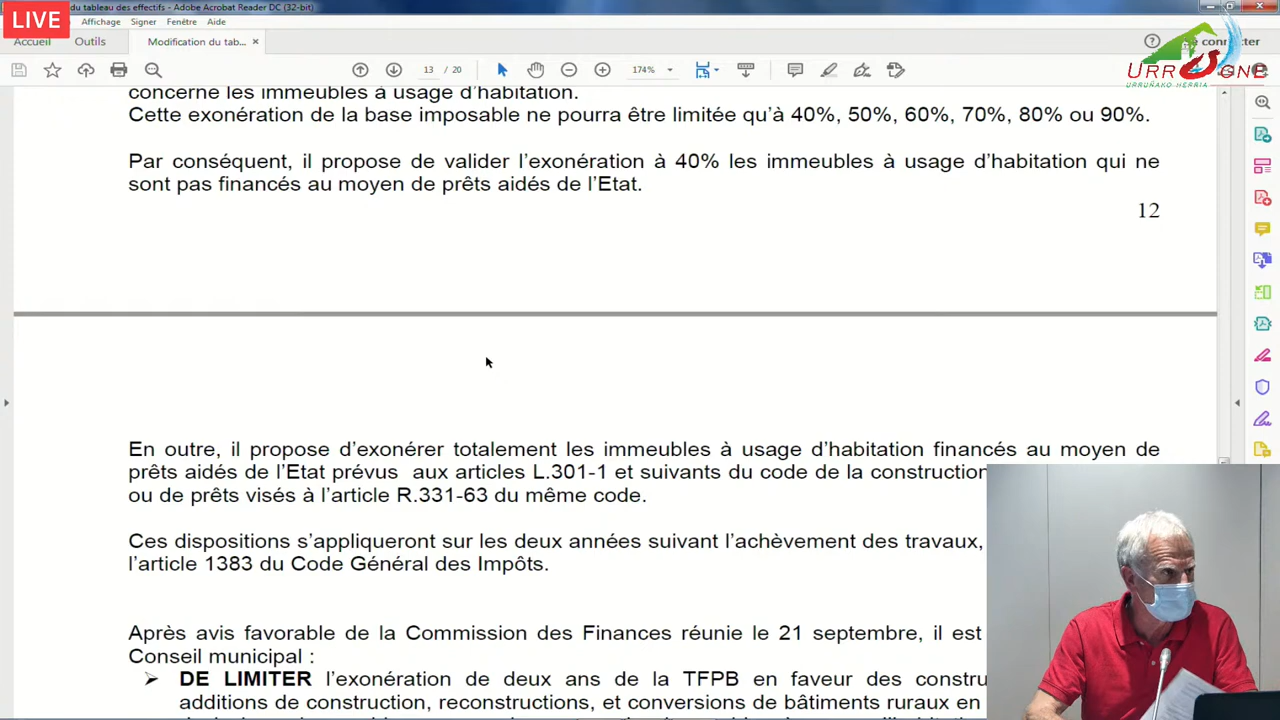 LIVE
du tableau des effectifs - Adobe Acrobat Reader DC (32-bit)
Affichage Signer Fenêtre Aide
Accueil Outils Modification du tab... ×
13 / 20 174%
URRUGNE
URRUÑAKO HERRIA
concerne les immeubles à usage d'habitation.
Cette exonération de la base imposable ne pourra être limitée qu'à 40%, 50%, 60%, 70%, 80% ou 90%.
Par conséquent, il propose de valider l'exonération à 40% les immeubles à usage d'habitation qui ne
sont pas financés au moyen de prêts aidés de l'Etat.
12
En outre, il propose d'exonérer totalement les immeubles à usage d'habitation financés au moyen de
prêts aidés de l'Etat prévus aux articles L.301-1 et suivants du code de la construction
ou de prêts visés à l'article R.331-63 du même code.
Ces dispositions s'appliqueront sur les deux années suivant l'achèvement des travaux,
l'article 1383 du Code Général des Impôts.
Après avis favorable de la Commission des Finances réunie le 21 septembre, il est
Conseil municipal :
➢ DE LIMITER l'exonération de deux ans de la TFPB en faveur des constru
additions de construction, reconstructions, et conversions de bâtiments ruraux en